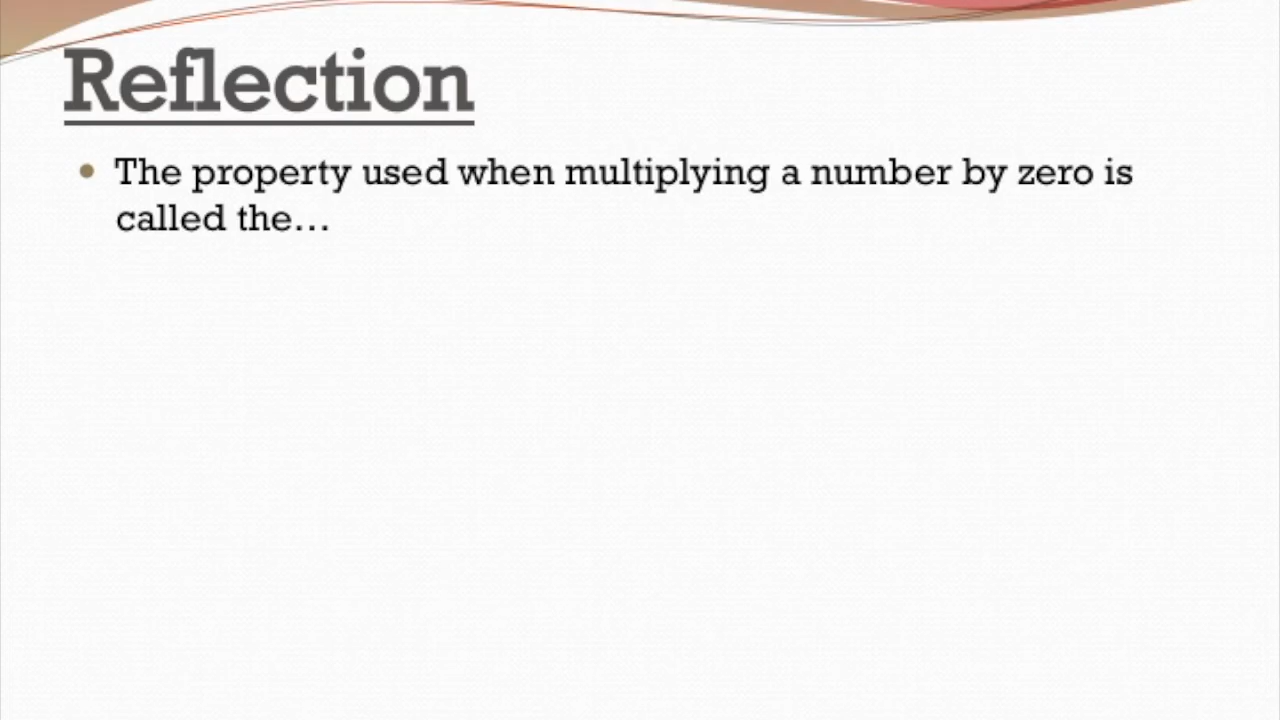 Reflection
• The property used when multiplying a number by zero is
called the…